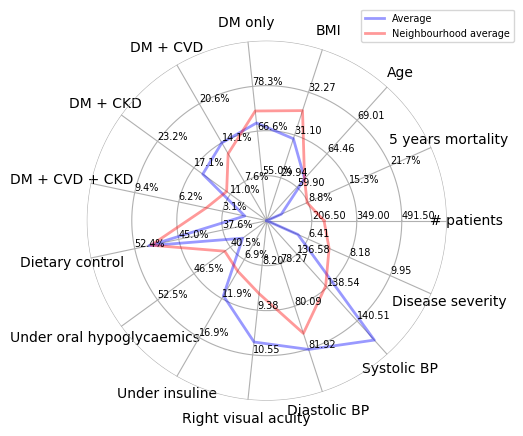 DM only
BMI
Average
Neighbourhood average
DM + CVD
Age
DM + CKD
5 years mortality
DM + CVD + CKD
# patients
Dietary control
Disease severity
Under oral hypoglycaemics
Systolic BP
Under insuline
Diastolic BP
Right visual acuity
78.3%
32.27
20.6%
69.01
66.6%
31.10
14.1%
64.46
23.2%
21.7%
17.1%
55.0%
29.94
7.6%
59.90
15.3%
9.4%
11.0%
8.8%
6.2%
3.1%
206.50
349.00
491.50
37.6%
45.0%
52.4%
6.41
8.18
9.95
40.5%
46.5%
52.5%
6.9%
8.20
78.27
136.58
138.54
140.51
11.9%
16.9%
9.38
10.55
80.09
81.92